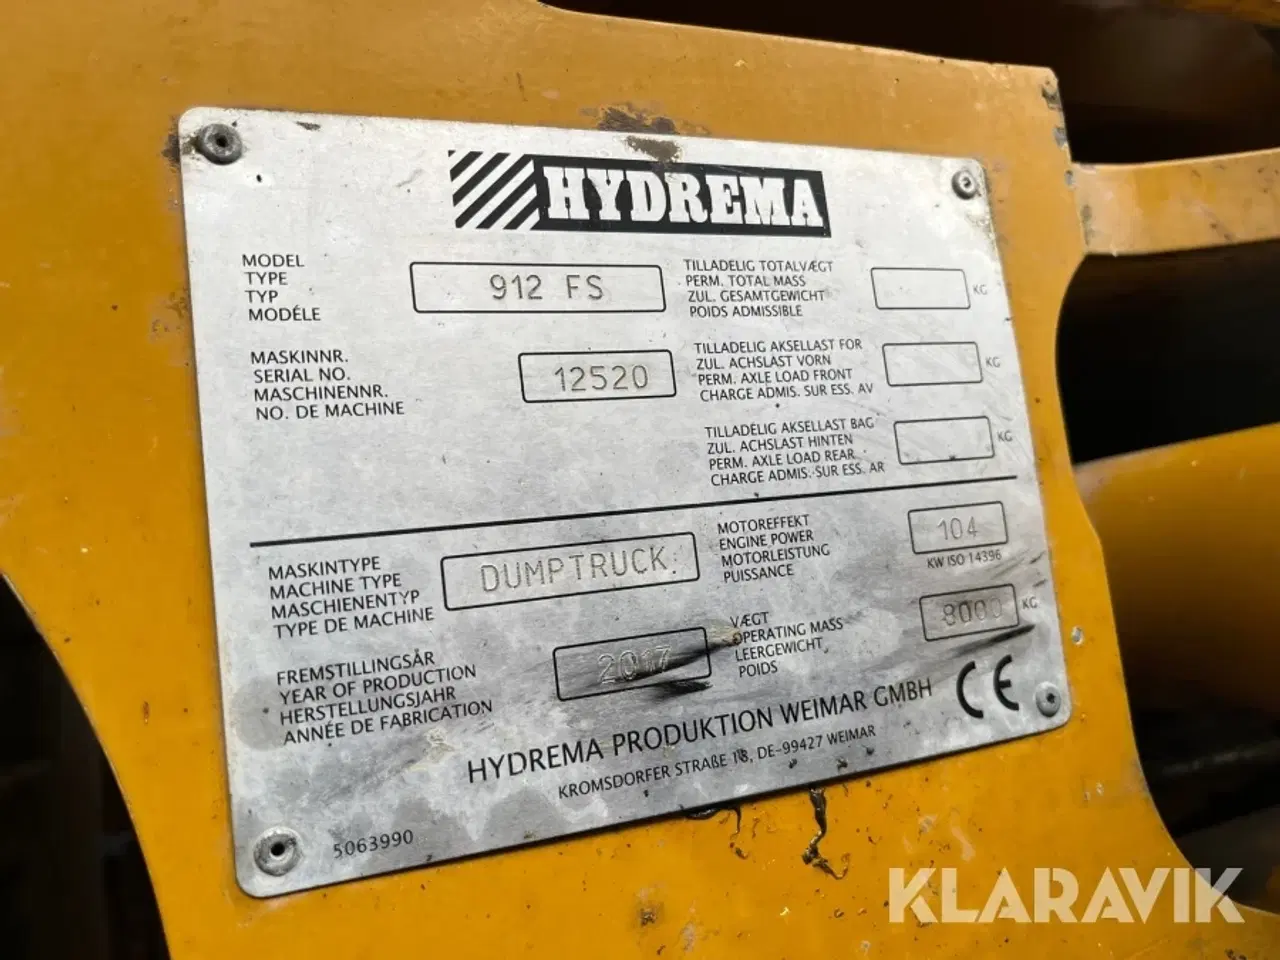 HYDREMA
MODEL
TYPE
TYP
MODÉLE
912 FS
MASKINNR.
SERIAL NO.
MASCHINENNR.
NO. DE MACHINE
12520
TILLADELIG TOTALVÆGT
PERM. TOTAL MASS
ZUL. GESAMTGEWICHT
POIDS ADMISSIBLE
KG
TILLADELIG AKSELLAST FOR
ZUL. ACHSLAST VORN
PERM. AXLE LOAD FRONT
CHARGE ADMIS. SUR ESS. AV
KG
TILLADELIG AKSELLAST BAG
ZUL. ACHSLAST HINTEN
PERM. AXLE LOAD REAR
CHARGE ADMIS. SUR ESS. AR
KG
MASKINTYPE
MACHINE TYPE
MASCHIENENTYP
TYPE DE MACHINE
DUMPTRUCK.
FREMSTILLINGSÅR
YEAR OF PRODUCTION
HERSTELLUNGSJAHR
ANNÉE DE FABRICATION
2017
MOTOREFFEKT
ENGINE POWER
MOTORLEISTUNG
PUISSANCE
104
KW ISO 14396
VÆGT
OPERATING MASS
LEERGEWICHT
POIDS
8000 KG
HYDREMA PRODUKTION WEIMAR GMBH
KROMSDORFER STRAßE 18, DE-99427 WEIMAR
CE
5063990
KLARAVIK